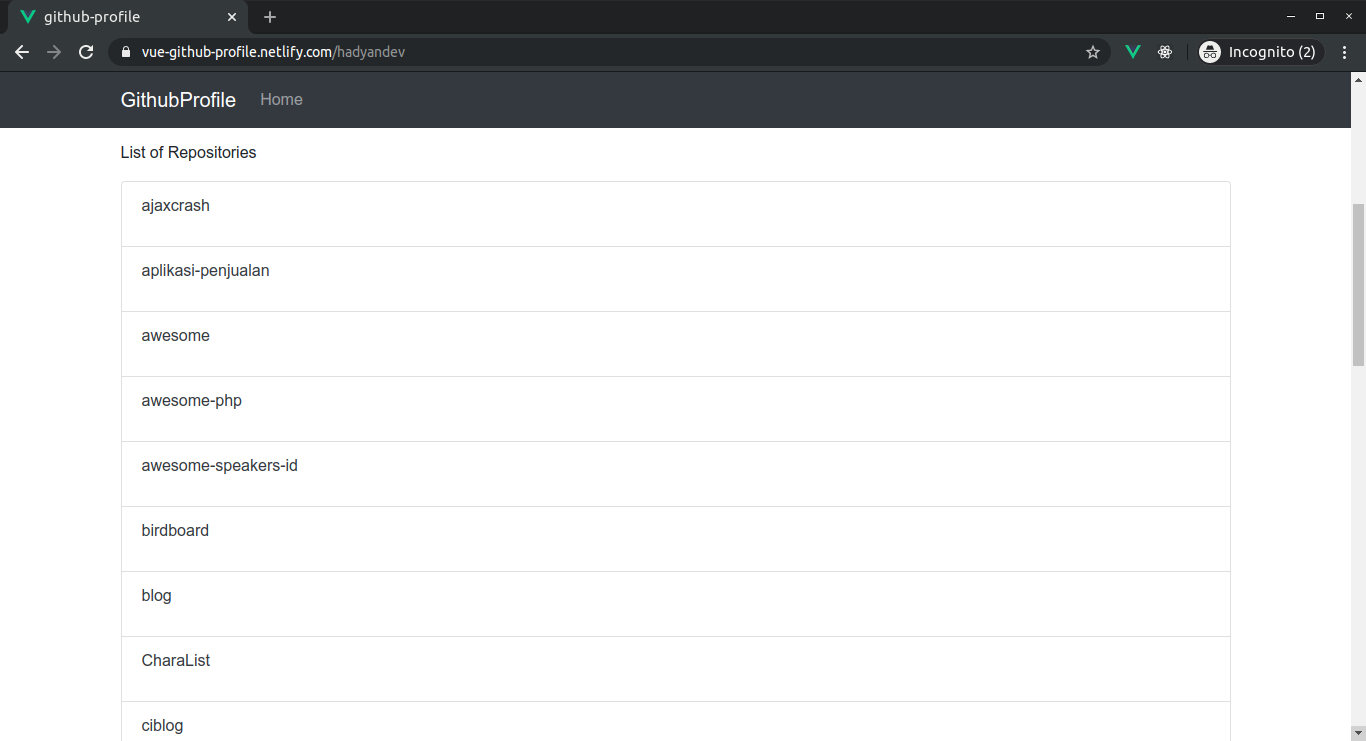 github-profile
vue-github-profile.netlify.com/hadyandev
Incognito (2)
GithubProfile Home
List of Repositories
ajaxcrash
aplikasi-penjualan
awesome
awesome-php
awesome-speakers-id
birdboard
blog
CharaList
ciblog